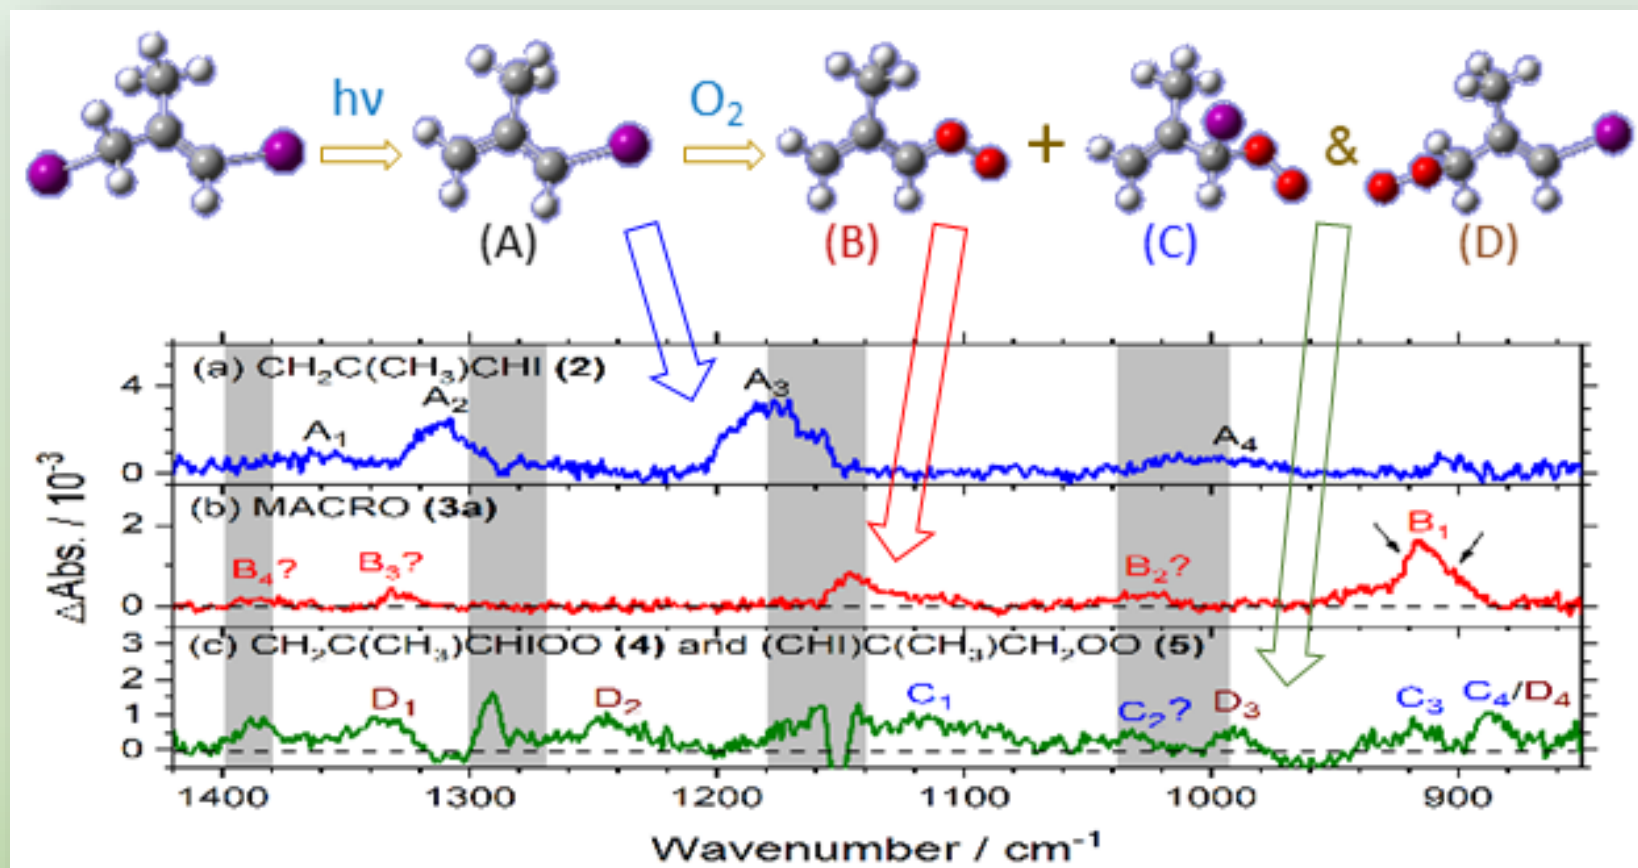 hν
O₂
+
&
(A)
(B)
(C)
(D)
(a) CH₂C(CH₃)CHI (2)
A₁
A₂
A₃
A₄
4
0
(b) MACRO (3a)
B₄?
B₃?
B₂?
B₁
2
0
(c) CH₂C(CH₃)CHIOO (4) and (CHI)C(CH₃)CH₂OO (5)
D₁
D₂
C₁
C₂?
D₃
C₃
C₄/D₄
3
2
1
0
ΔAbs. / 10⁻³
1400 1300 1200 1100 1000 900
Wavenumber / cm⁻¹